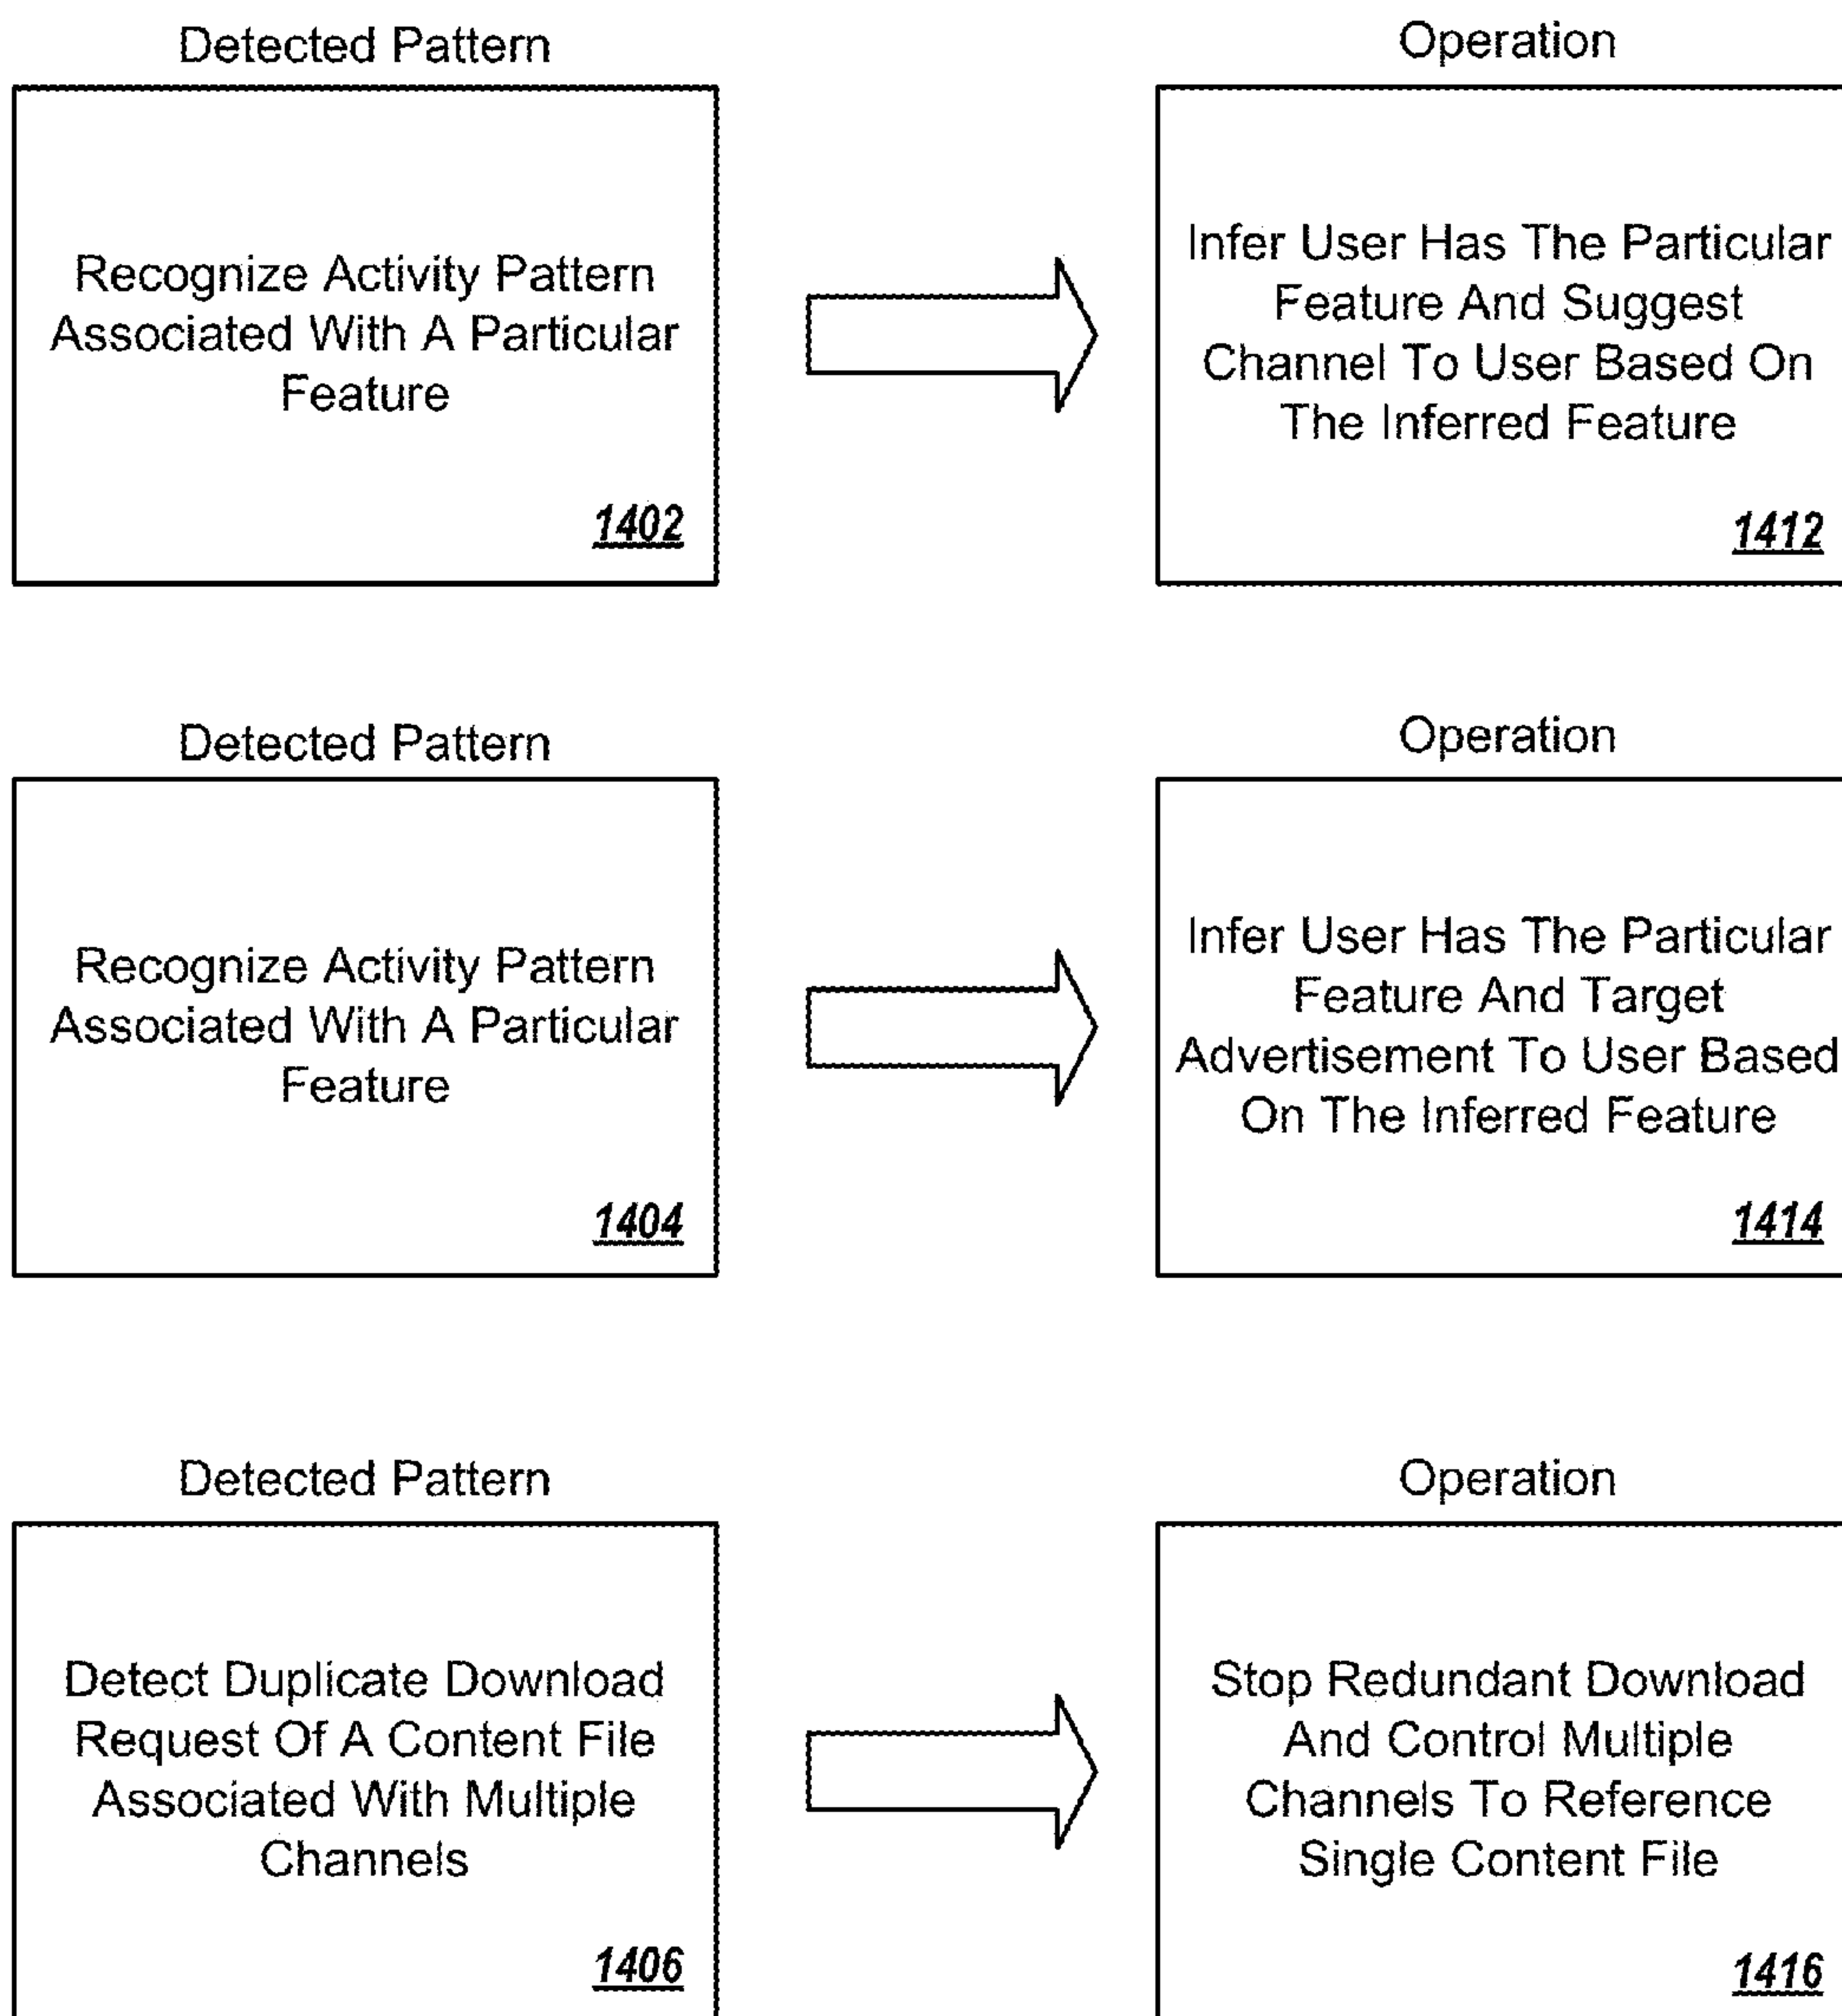 Detected Pattern
Recognize Activity Pattern
Associated With A Particular
Feature
1402
Operation
Infer User Has The Particular
Feature And Suggest
Channel To User Based On
The Inferred Feature
1412
Detected Pattern
Recognize Activity Pattern
Associated With A Particular
Feature
1404
Operation
Infer User Has The Particular
Feature And Target
Advertisement To User Based
On The Inferred Feature
1414
Detected Pattern
Detect Duplicate Download
Request Of A Content File
Associated With Multiple
Channels
1406
Operation
Stop Redundant Download
And Control Multiple
Channels To Reference
Single Content File
1416